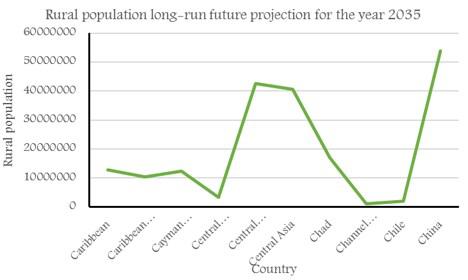 Rural population long-run future projection for the year 2035
60000000
50000000
40000000
30000000
20000000
10000000
0
Rural population
Caribbean
Caribbean...
Cayman...
Central...
Central...
Central Asia
Chad
Channel...
Chile
China
Country